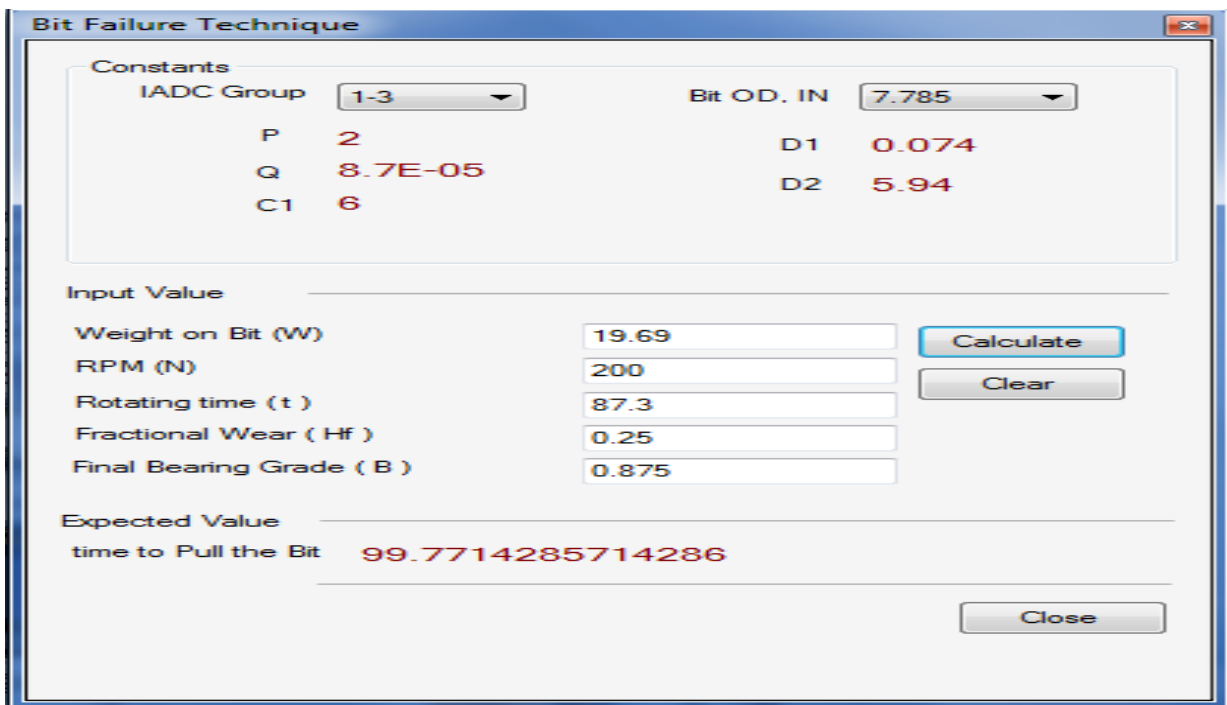 Bit Failure Technique
Constants
IADC Group 1-3 Bit OD, IN 7.785
P 2 D1 0.074
Q 8.7E-05 D2 5.94
C1 6
Input Value
Weight on Bit (W) 19.69 Calculate
RPM (N) 200 Clear
Rotating time ( t ) 87.3
Fractional Wear ( Hf ) 0.25
Final Bearing Grade ( B ) 0.875
Expected Value
time to Pull the Bit 99.7714285714286
Close